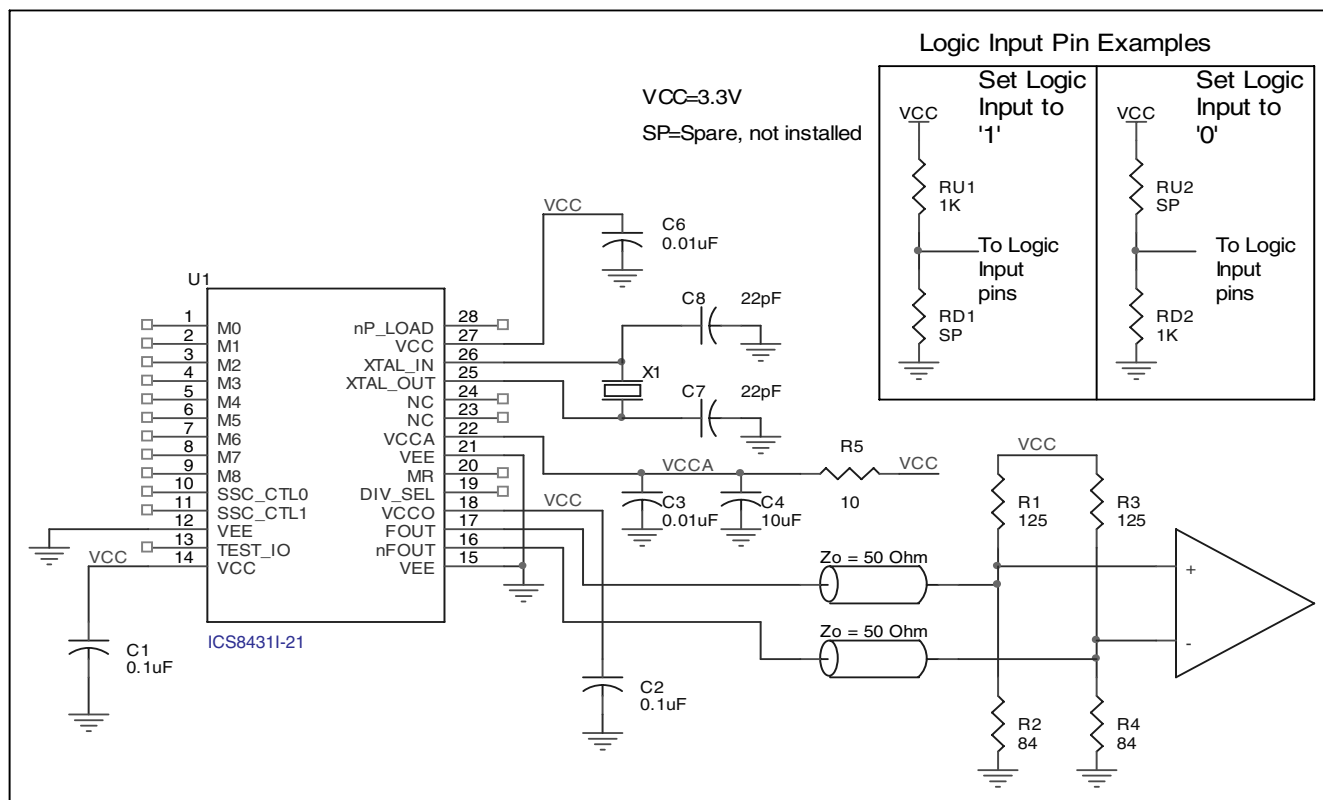 Logic Input Pin Examples
VCC=3.3V
SP=Spare, not installed
Set Logic
Input to
'1'
VCC
RU1
1K
To Logic
Input
pins
RD1
SP
Set Logic
Input to
'0'
VCC
RU2
SP
To Logic
Input
pins
RD2
1K
VCC
C6
0.01uF
U1
1
M0
2
M1
3
M2
4
M3
5
M4
6
M5
7
M6
8
M7
9
M8
10
SSC_CTL0
11
SSC_CTL1
12
VEE
13
TEST_IO
14
VCC
28
nP_LOAD
27
VCC
26
XTAL_IN
25
XTAL_OUT
24
NC
23
NC
22
VCCA
21
VEE
20
MR
19
DIV_SEL
18
VCCO
17
FOUT
16
nFOUT
15
VEE
ICS8431I-21
VCC
C1
0.1uF
C8
22pF
X1
C7
22pF
VCCA
R5
10
VCC
C3
0.01uF
C4
10uF
VCC
C2
0.1uF
Zo = 50 Ohm
Zo = 50 Ohm
VCC
R1
125
R3
125
+
-
R2
84
R4
84